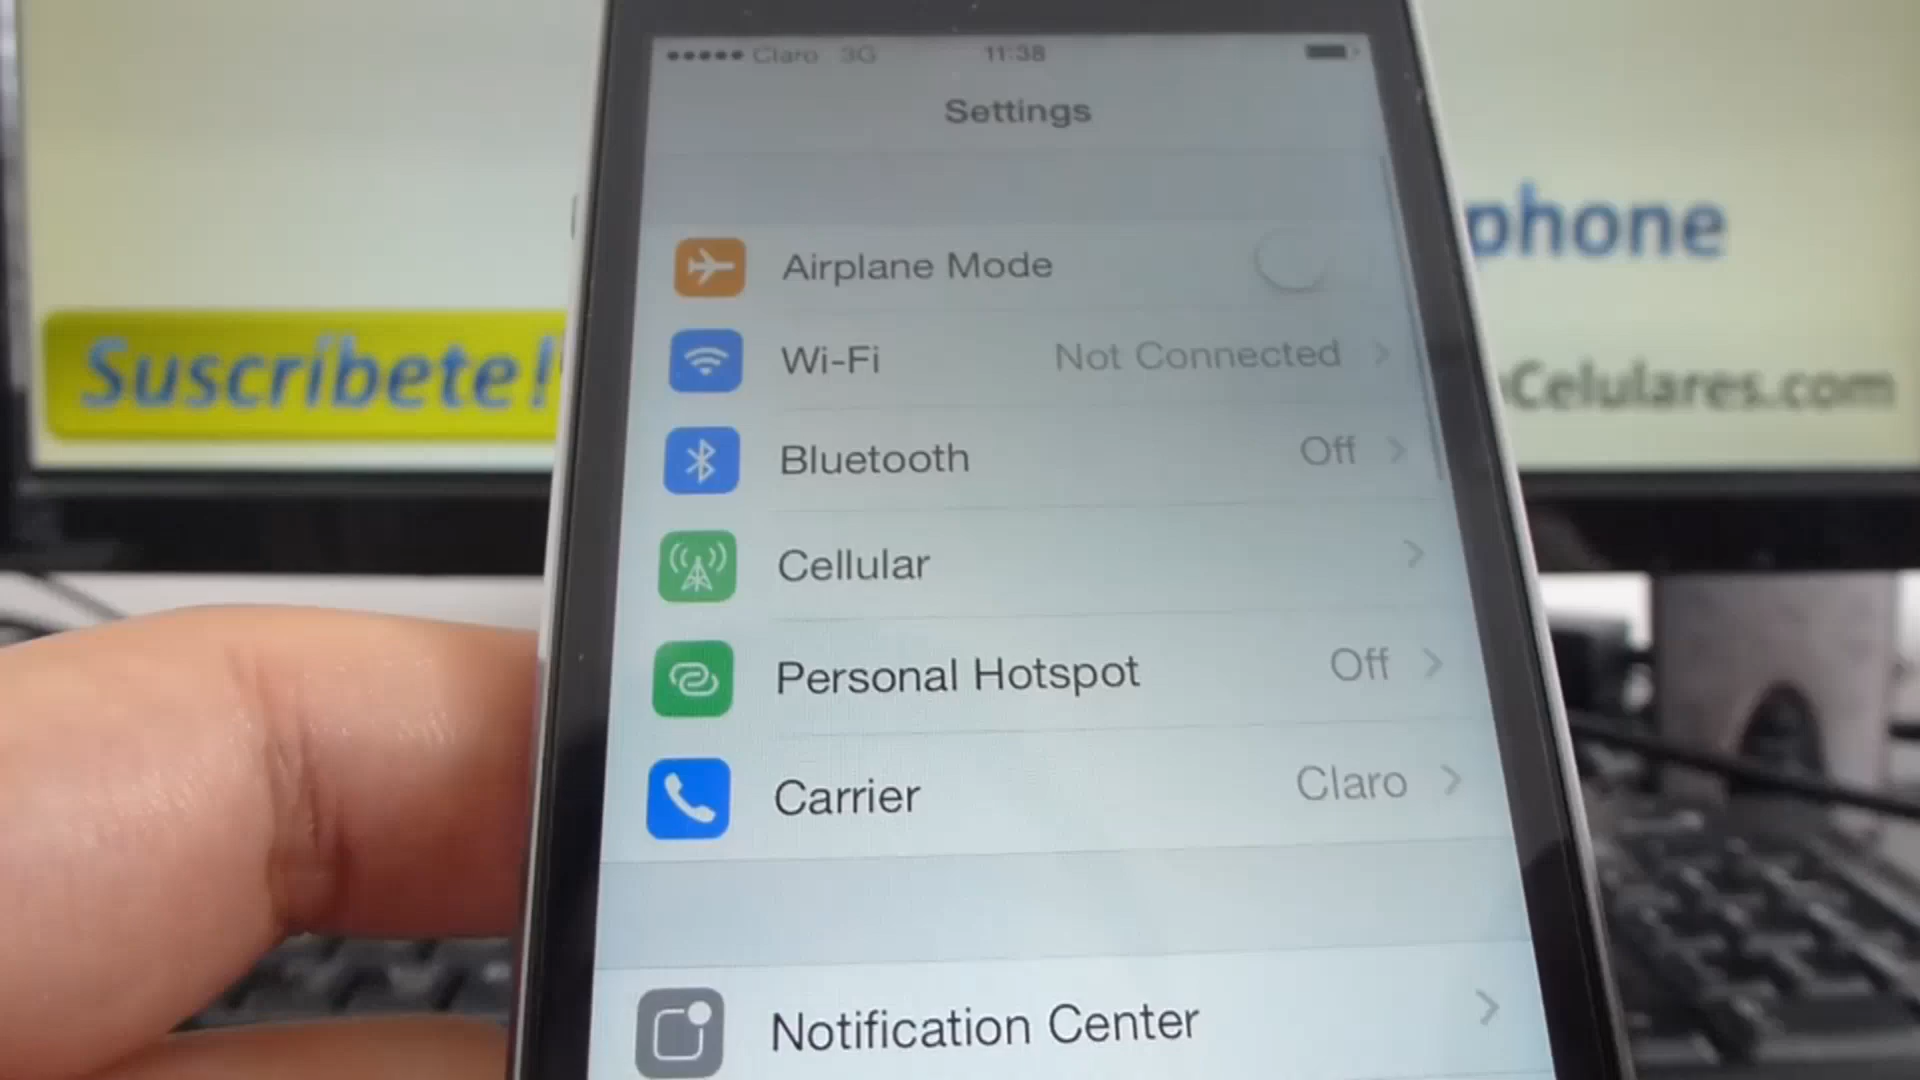 Claro 3G 11:38
Settings
Airplane Mode
Wi-Fi Not Connected
Bluetooth Off
Cellular
Personal Hotspot Off
Carrier Claro
Notification Center
Suscríbete!
phone
Celulares.com